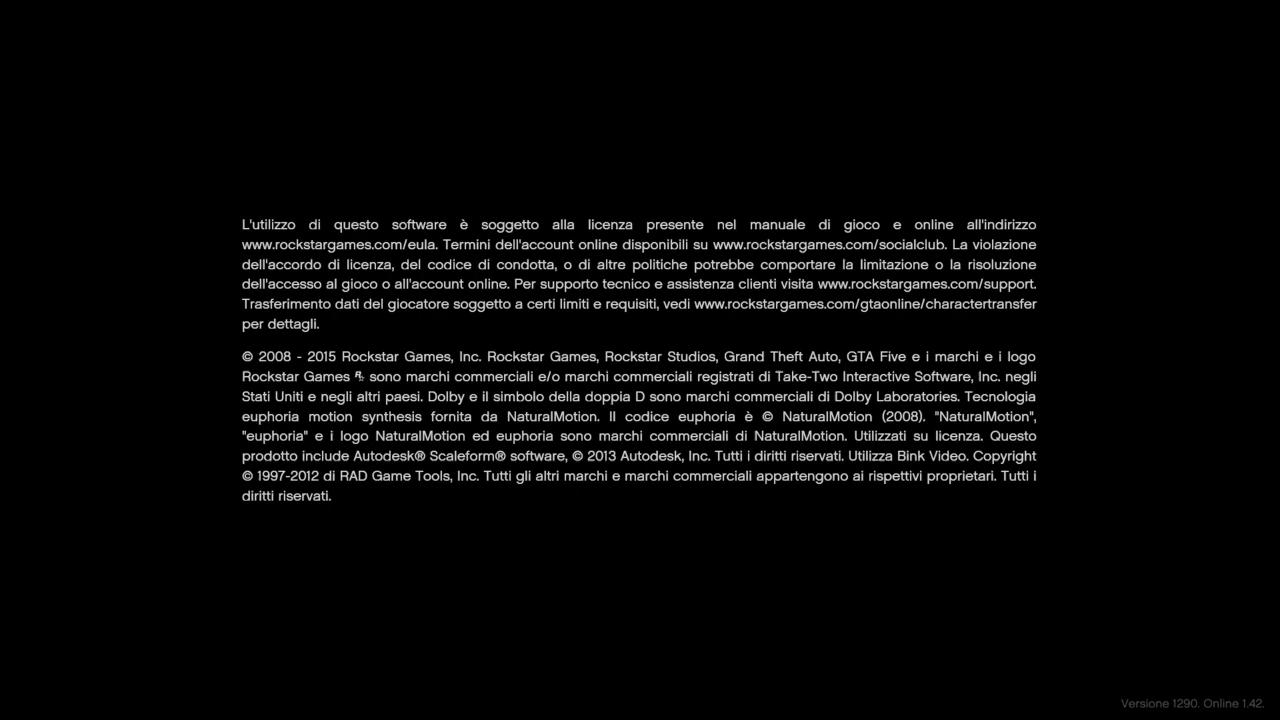 L'utilizzo di questo software è soggetto alla licenza presente nel manuale di gioco e online all'indirizzo
www.rockstargames.com/eula. Termini dell'account online disponibili su www.rockstargames.com/socialclub. La violazione
dell'accordo di licenza, del codice di condotta, o di altre politiche potrebbe comportare la limitazione o la risoluzione
dell'accesso al gioco o all'account online. Per supporto tecnico e assistenza clienti visita www.rockstargames.com/support.
Trasferimento dati del giocatore soggetto a certi limiti e requisiti, vedi www.rockstargames.com/gtaonline/charactertransfer
per dettagli.
© 2008 - 2015 Rockstar Games, Inc. Rockstar Games, Rockstar Studios, Grand Theft Auto, GTA Five e i marchi e i logo
Rockstar Games R* sono marchi commerciali e/o marchi commerciali registrati di Take-Two Interactive Software, Inc. negli
Stati Uniti e negli altri paesi. Dolby e il simbolo della doppia D sono marchi commerciali di Dolby Laboratories. Tecnologia
euphoria motion synthesis fornita da NaturalMotion. Il codice euphoria è © NaturalMotion (2008). "NaturalMotion",
"euphoria" e i logo NaturalMotion ed euphoria sono marchi commerciali di NaturalMotion. Utilizzati su licenza. Questo
prodotto include Autodesk® Scaleform® software, © 2013 Autodesk, Inc. Tutti i diritti riservati. Utilizza Bink Video. Copyright
© 1997-2012 di RAD Game Tools, Inc. Tutti gli altri marchi e marchi commerciali appartengono ai rispettivi proprietari. Tutti i
diritti riservati.
Versione 1290. Online 1.42.